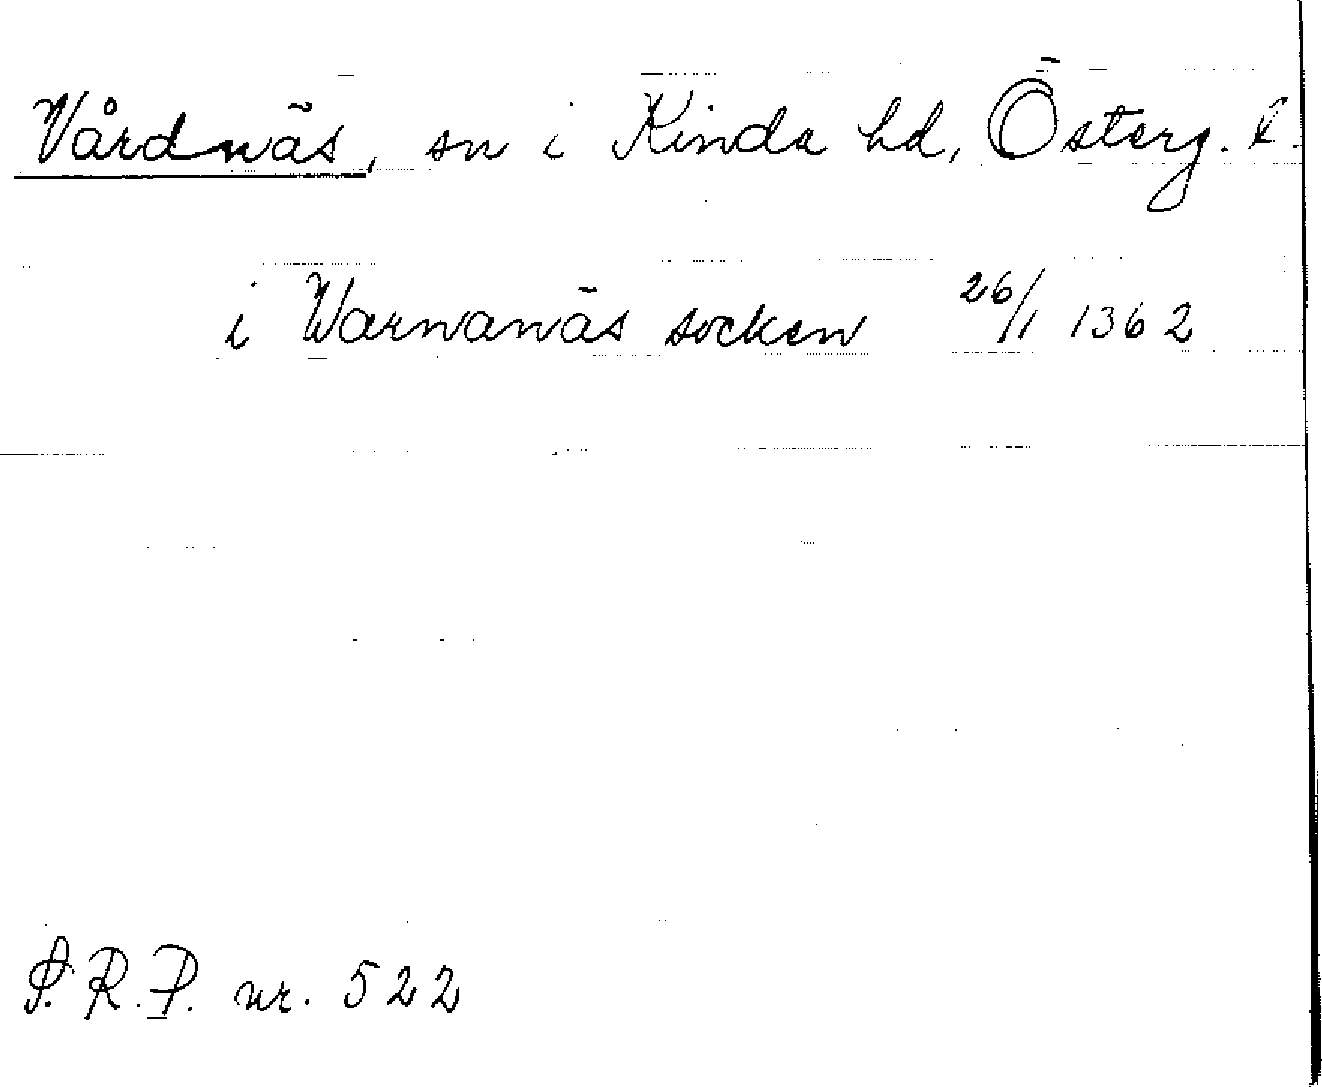 Vårdnäs, sn i Kinda hd, Österg. l.
i Warnanäs socken 26/1 1362
S.R.P. nr. 522